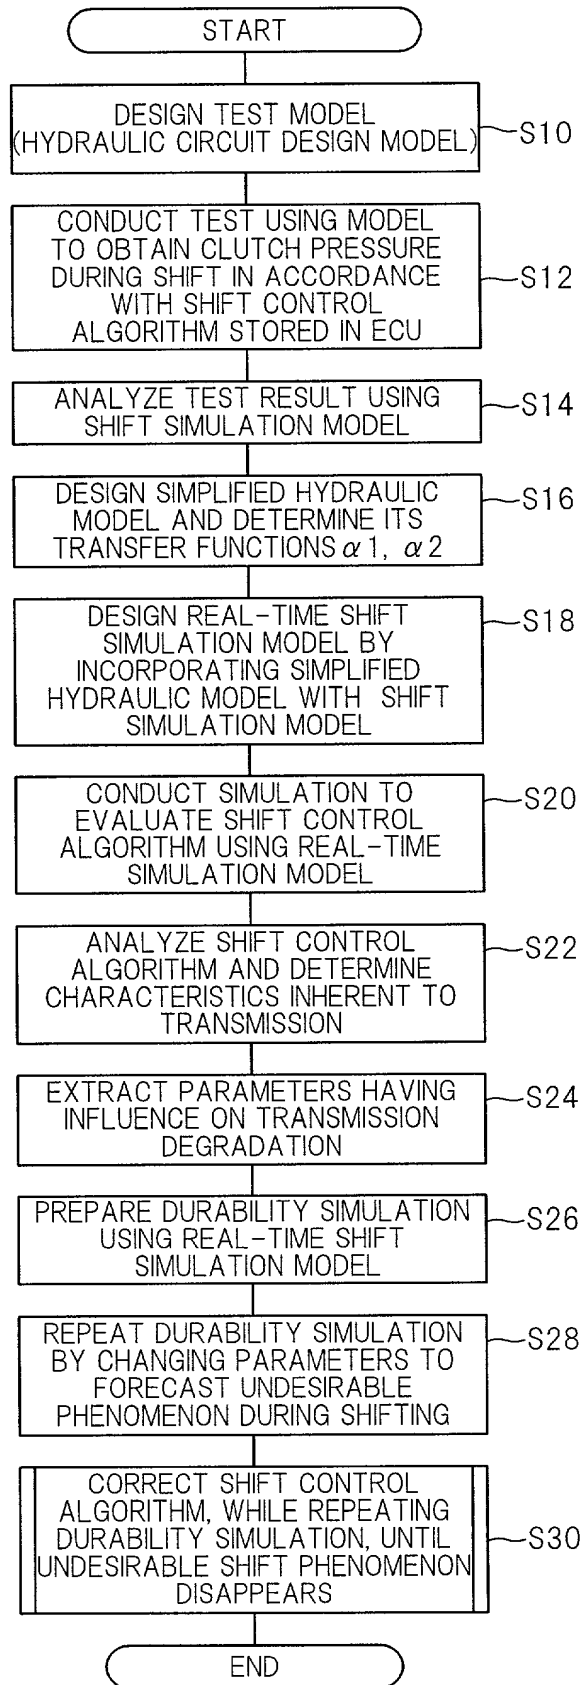 START
DESIGN TEST MODEL
(HYDRAULIC CIRCUIT DESIGN MODEL)
S10
CONDUCT TEST USING MODEL
TO OBTAIN CLUTCH PRESSURE
DURING SHIFT IN ACCORDANCE
WITH SHIFT CONTROL
ALGORITHM STORED IN ECU
S12
ANALYZE TEST RESULT USING
SHIFT SIMULATION MODEL
S14
DESIGN SIMPLIFIED HYDRAULIC
MODEL AND DETERMINE ITS
TRANSFER FUNCTIONS α1, α2
S16
DESIGN REAL-TIME SHIFT
SIMULATION MODEL BY
INCORPORATING SIMPLIFIED
HYDRAULIC MODEL WITH SHIFT
SIMULATION MODEL
S18
CONDUCT SIMULATION TO
EVALUATE SHIFT CONTROL
ALGORITHM USING REAL-TIME
SIMULATION MODEL
S20
ANALYZE SHIFT CONTROL
ALGORITHM AND DETERMINE
CHARACTERISTICS INHERENT TO
TRANSMISSION
S22
EXTRACT PARAMETERS HAVING
INFLUENCE ON TRANSMISSION
DEGRADATION
S24
PREPARE DURABILITY SIMULATION
USING REAL-TIME SHIFT
SIMULATION MODEL
S26
REPEAT DURABILITY SIMULATION
BY CHANGING PARAMETERS TO
FORECAST UNDESIRABLE
PHENOMENON DURING SHIFTING
S28
CORRECT SHIFT CONTROL
ALGORITHM, WHILE REPEATING
DURABILITY SIMULATION, UNTIL
UNDESIRABLE SHIFT PHENOMENON
DISAPPEARS
S30
END